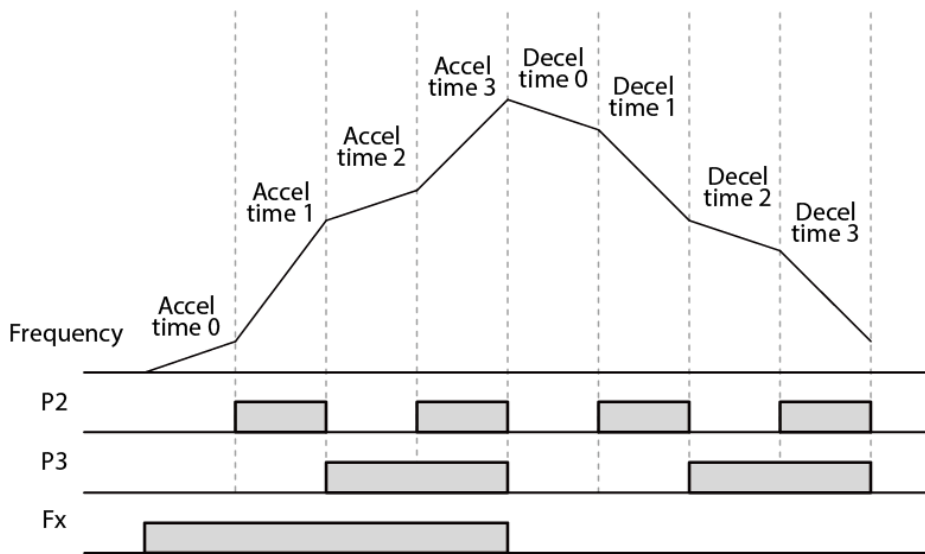 Accel
time 3
Decel
time 0
Decel
time 1
Accel
time 2
Accel
time 1
Decel
time 2
Decel
time 3
Accel
time 0
Frequency
P2
P3
Fx